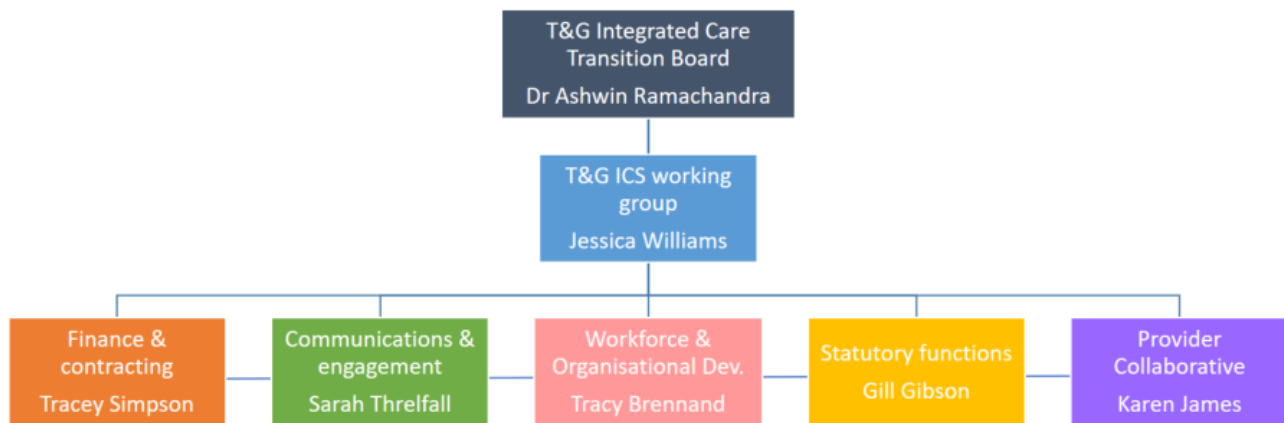 T&G Integrated Care
Transition Board
Dr Ashwin Ramachandra
T&G ICS working
group
Jessica Williams
Finance &
contracting
Tracey Simpson
Communications &
engagement
Sarah Threlfall
Workforce &
Organisational Dev.
Tracy Brennand
Statutory functions
Gill Gibson
Provider
Collaborative
Karen James